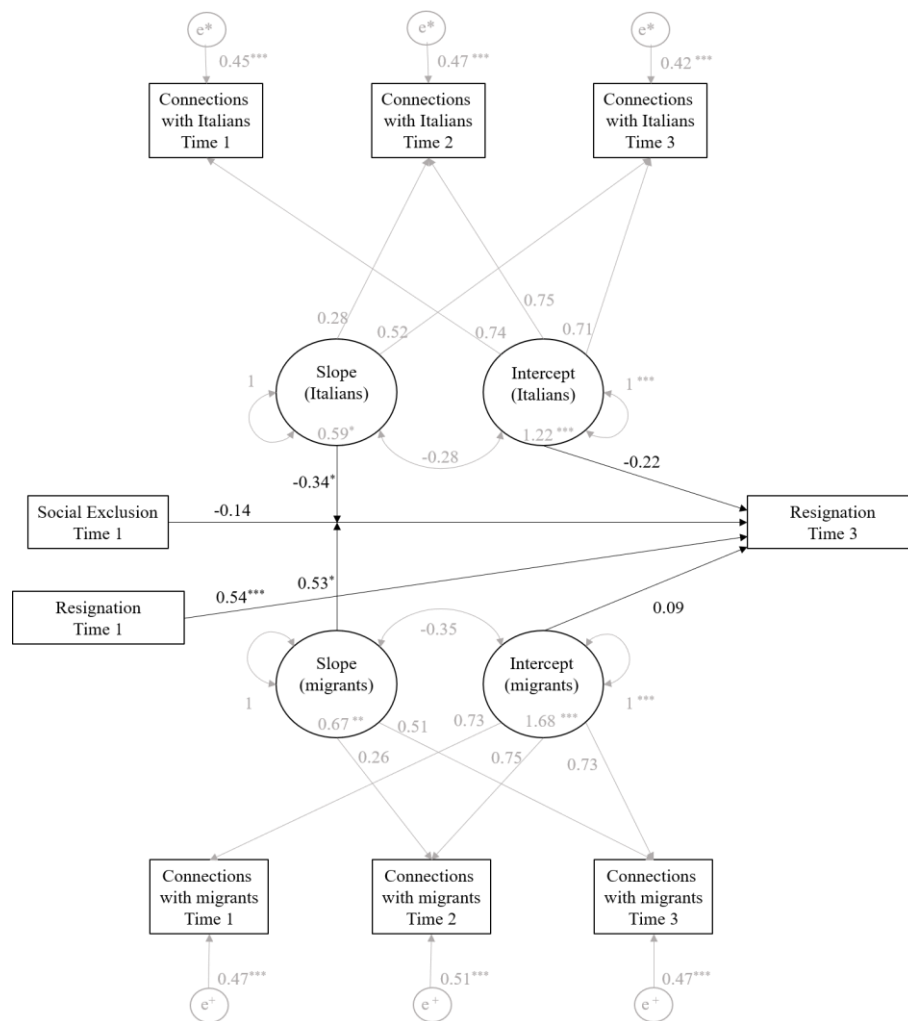 e* e* e*
0.45*** 0.47*** 0.42***
Connections Connections Connections
with Italians with Italians with Italians
Time 1 Time 2 Time 3
0.28 0.52 0.74 0.75 0.71
Slope Intercept
(Italians) (Italians)
1 1***
0.59* 1.22***
-0.28
-0.34* -0.22
Social Exclusion -0.14 Resignation
Time 1 Time 3
0.53*
Resignation 0.54***
Time 1
0.09
-0.35
Slope Intercept
(migrants) (migrants)
1 1***
0.67** 0.51 0.73 1.68***
0.26 0.75 0.73
Connections Connections Connections
with migrants with migrants with migrants
Time 1 Time 2 Time 3
0.47*** 0.51*** 0.47***
e+ e+ e+